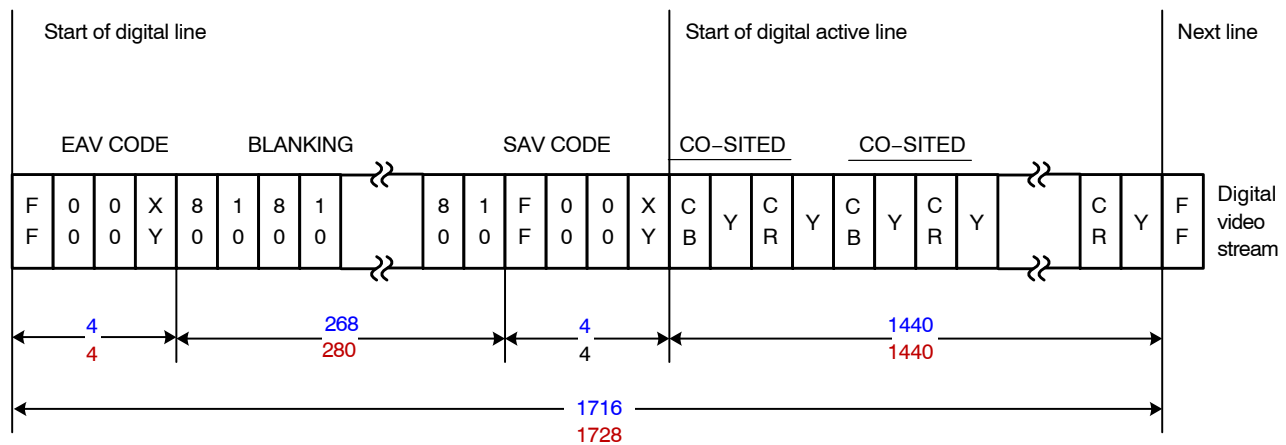 Start of digital line
Start of digital active line
Next line
EAV CODE
BLANKING
SAV CODE
CO–SITED
CO–SITED
F F
0 0
0 0
X Y
8 0
1 0
8 0
1 0
8 0
1 0
F F
0 0
0 0
X Y
C B
Y
C R
Y
C B
Y
C R
Y
C R
Y
F F
Digital
video
stream
4
268
4
1440
4
280
4
1440
1716
1728